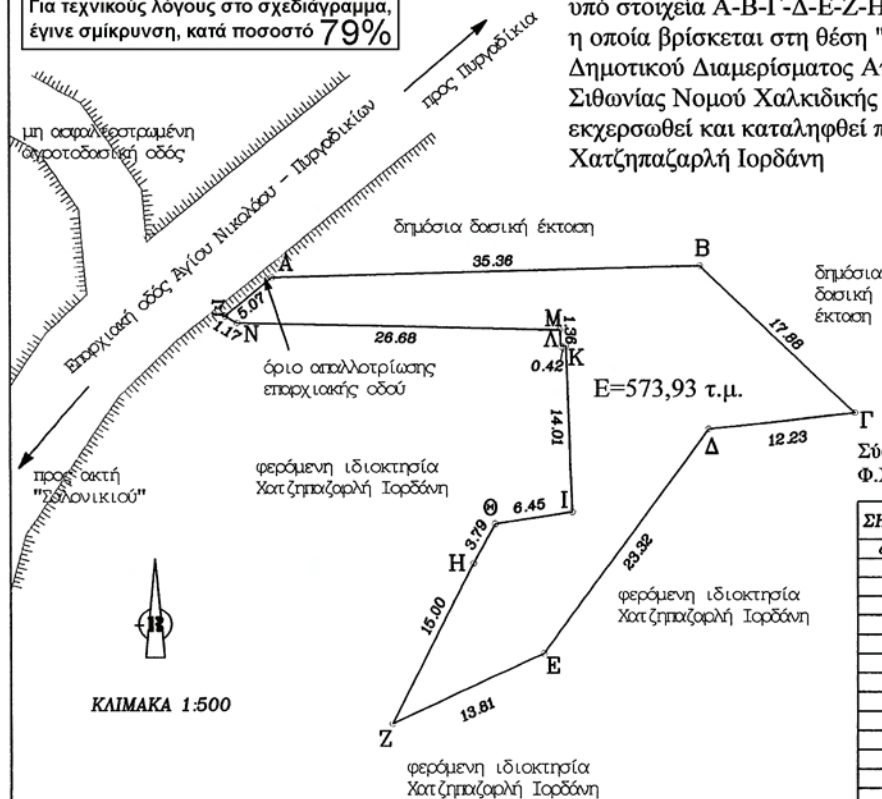 Για τεχνικούς λόγους στο σχεδιάγραμμα,
έγινε σμίκρυνση, κατά ποσοστό 79%
υπό στοιχεία Α-Β-Γ-Δ-Ε-Ζ-Η
η οποία βρίσκεται στη θέση "
Δημοτικού Διαμερίσματος
Σιθωνίας Νομού Χαλκιδικής
εκχερσωθεί και καταληφθεί
Χατζηπαζαρλή Ιορδάνη
προς Πυργαδίκια
μη ασφαλτοστρωμένη
αγροτοδασική οδός
Επαρχιακή οδός Αγίου Νικολάου - Πυργαδικίων
δημόσια δασική έκταση
Α
35.36
Β
δημόσια
δασική
έκταση
5.07
1.17
Ν
26.68
Μ
1.36
Λ
Κ
0.42
17.88
όριο απαλλοτρίωσης
επαρχιακής οδού
Ε=573,93 τ.μ.
14.01
Γ
12.23
Δ
προς ακτή
"Σαλονικιού"
φερόμενη ιδιοκτησία
Χατζηπαζαρλή Ιορδάνη
Θ
6.45
Ι
3.79
Η
23.32
15.00
φερόμενη ιδιοκτησία
Χατζηπαζαρλή Ιορδάνη
Ε
13.81
Ζ
ΚΛΙΜΑΚΑ 1:500
φερόμενη ιδιοκτησία
Χατζηπαζαρλή Ιορδάνη